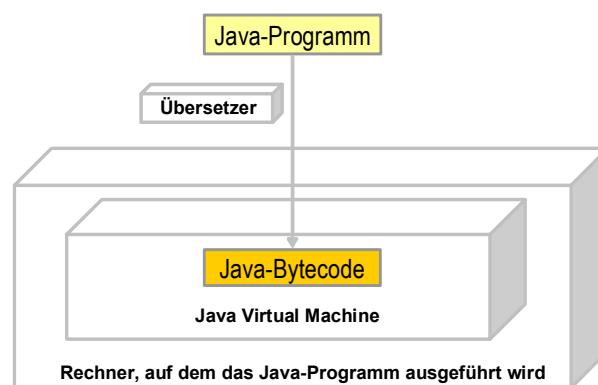 Java-Programm
Übersetzer
Java-Bytecode
Java Virtual Machine
Rechner, auf dem das Java-Programm ausgeführt wird